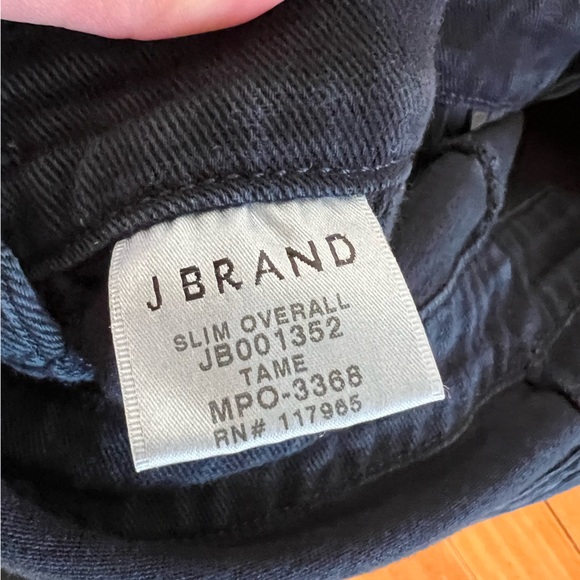 J BRAND
SLIM OVERALL
JB001352
TAME
MPO-3368
RN# 117965